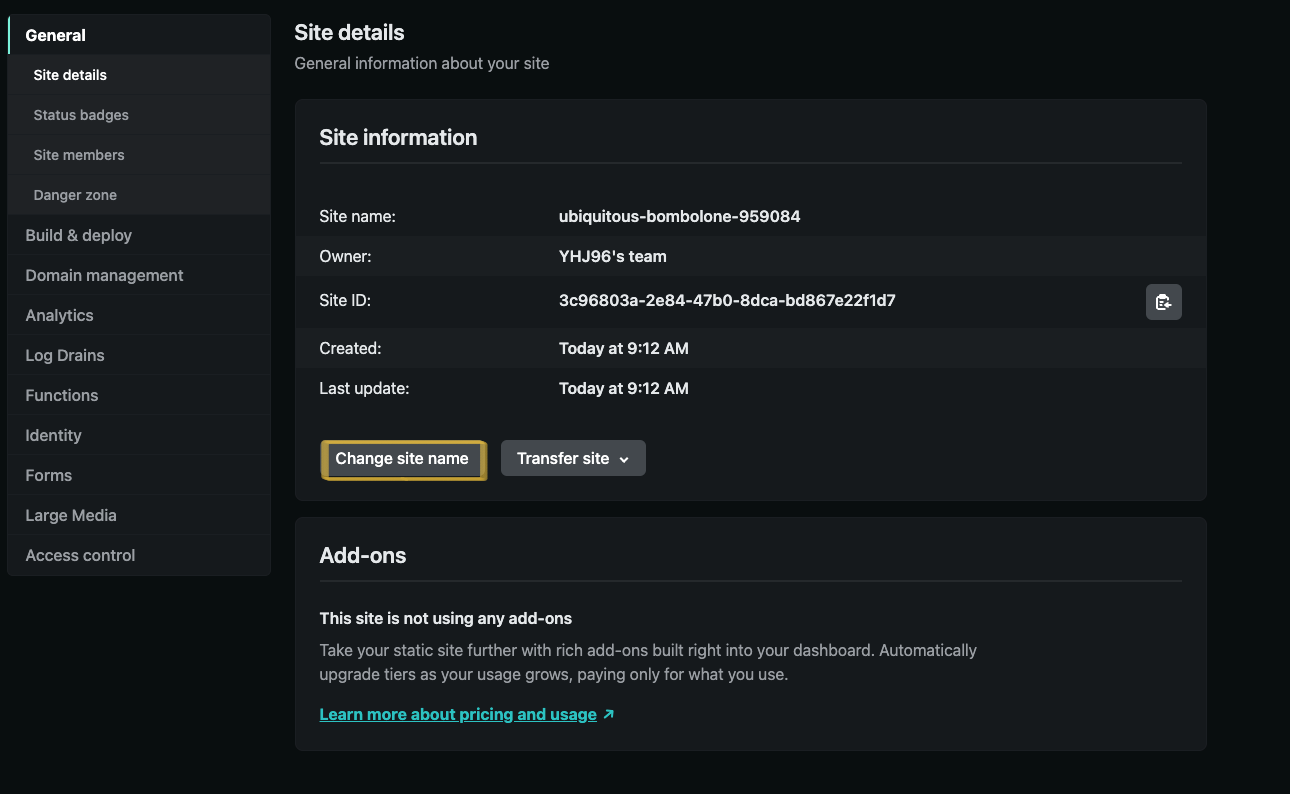 General
Site details
Status badges
Site members
Danger zone
Build & deploy
Domain management
Analytics
Log Drains
Functions
Identity
Forms
Large Media
Access control
Site details
General information about your site
Site information
Site name: ubiquitous-bombolone-959084
Owner: YHJ96's team
Site ID: 3c96803a-2e84-47b0-8dca-bd867e22f1d7
Created: Today at 9:12 AM
Last update: Today at 9:12 AM
Change site name Transfer site
Add-ons
This site is not using any add-ons
Take your static site further with rich add-ons built right into your dashboard. Automatically
upgrade tiers as your usage grows, paying only for what you use.
Learn more about pricing and usage